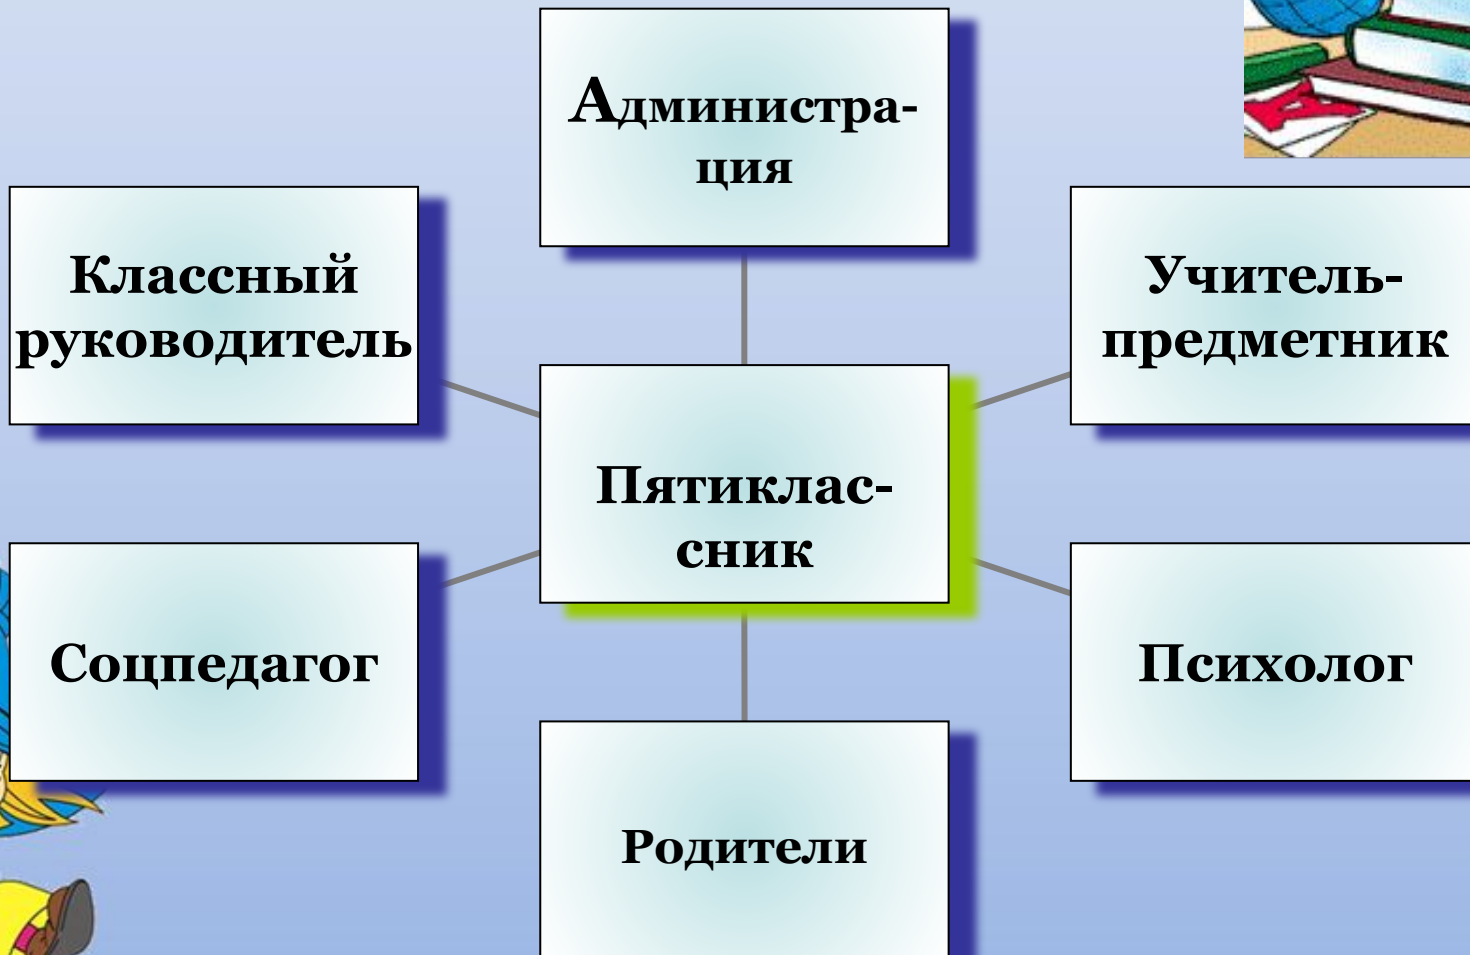 Администра-
ция
Классный
руководитель
Учитель-
предметник
Пятиклас-
сник
Соцпедагог
Психолог
Родители